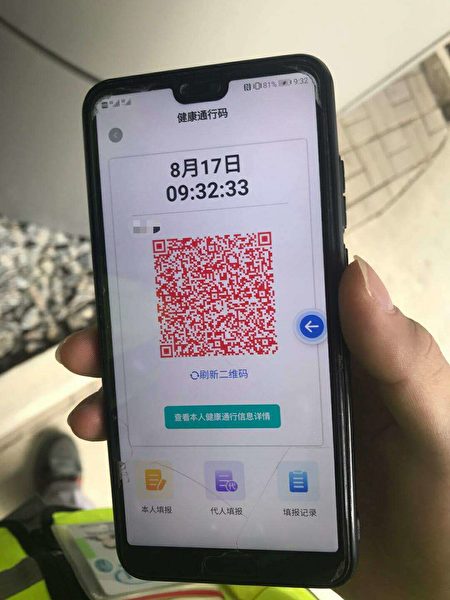 81% 9:32
健康通行码
8月17日
09:32:33
刷新二维码
查看本人健康通行信息详情
本人填报
代
代人填报
填报记录